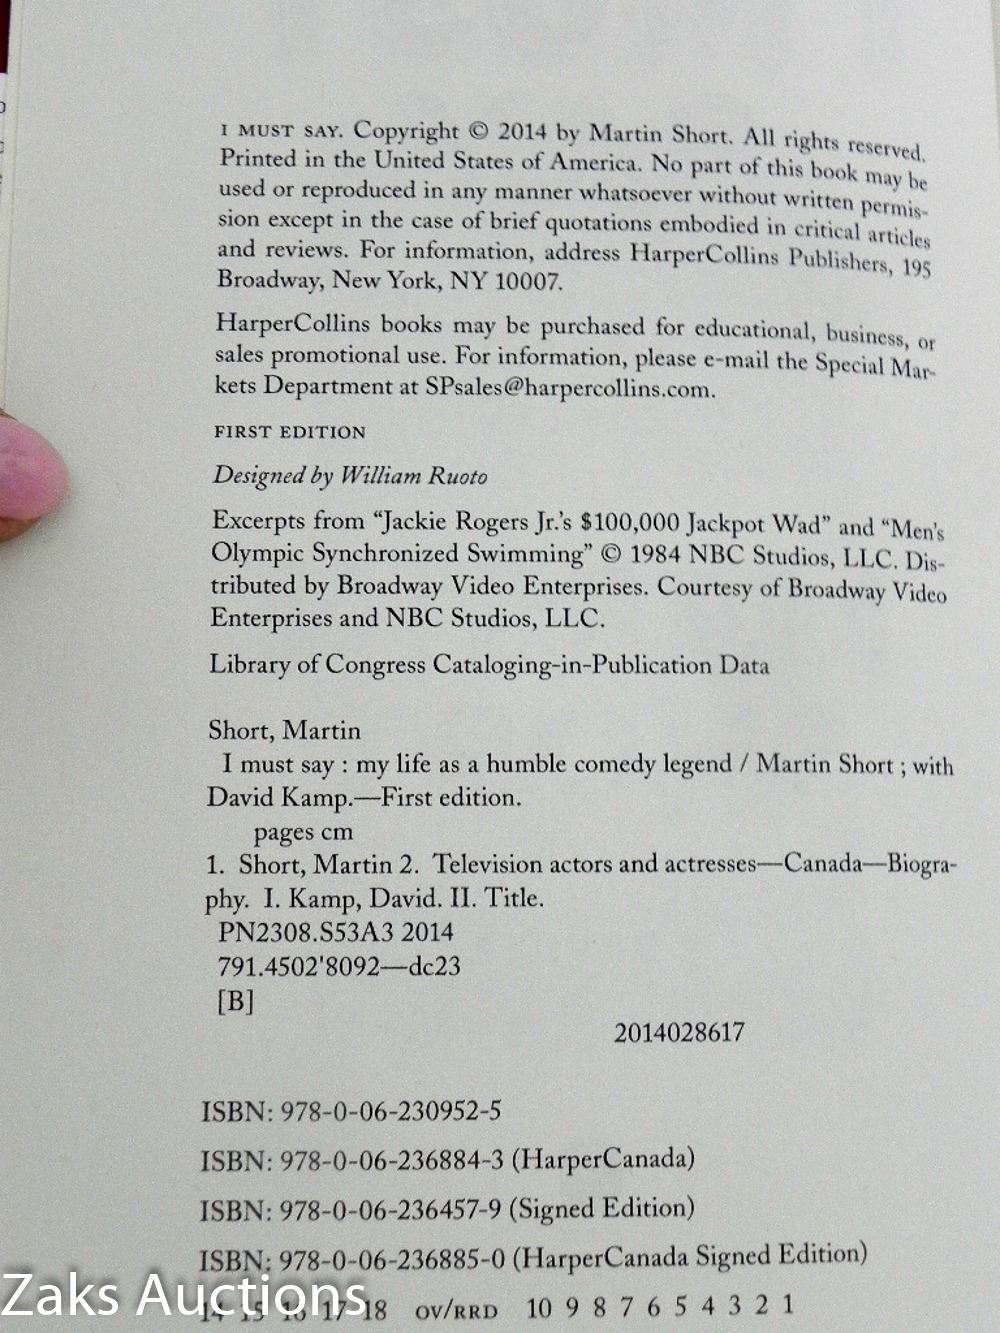 I MUST SAY. Copyright © 2014 by Martin Short. All rights reserved.
Printed in the United States of America. No part of this book may be
used or reproduced in any manner whatsoever without written permis-
sion except in the case of brief quotations embodied in critical articles
and reviews. For information, address HarperCollins Publishers, 195
Broadway, New York, NY 10007.
HarperCollins books may be purchased for educational, business, or
sales promotional use. For information, please e-mail the Special Mar-
kets Department at SPsales@harpercollins.com.
FIRST EDITION
Designed by William Ruoto
Excerpts from “Jackie Rogers Jr.’s $100,000 Jackpot Wad” and “Men’s
Olympic Synchronized Swimming” © 1984 NBC Studios, LLC. Dis-
tributed by Broadway Video Enterprises. Courtesy of Broadway Video
Enterprises and NBC Studios, LLC.
Library of Congress Cataloging-in-Publication Data
Short, Martin
I must say : my life as a humble comedy legend / Martin Short ; with
David Kamp.—First edition.
pages cm
1. Short, Martin 2. Television actors and actresses—Canada—Biogra-
phy. I. Kamp, David. II. Title.
PN2308.S53A3 2014
791.4502'8092—dc23
[B]
2014028617
ISBN: 978-0-06-230952-5
ISBN: 978-0-06-236884-3 (HarperCanada)
ISBN: 978-0-06-236457-9 (Signed Edition)
ISBN: 978-0-06-236885-0 (HarperCanada Signed Edition)
14 15 16 17 18 OV/RRD 10 9 8 7 6 5 4 3 2 1
Zaks Auctions